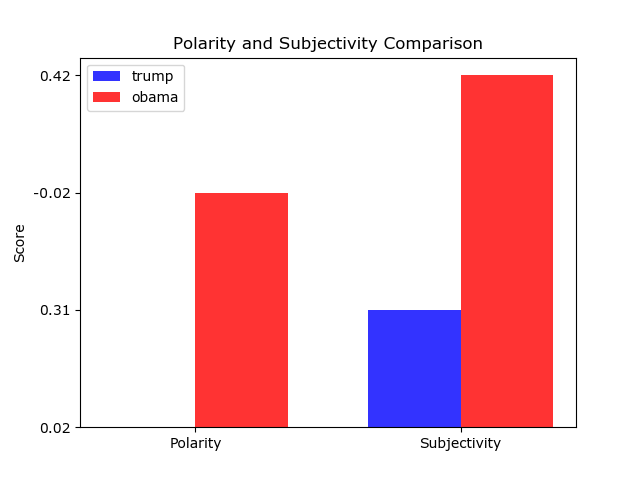 Polarity and Subjectivity Comparison
trump
obama
0.42
-0.02
0.31
0.02
Score
Polarity
Subjectivity